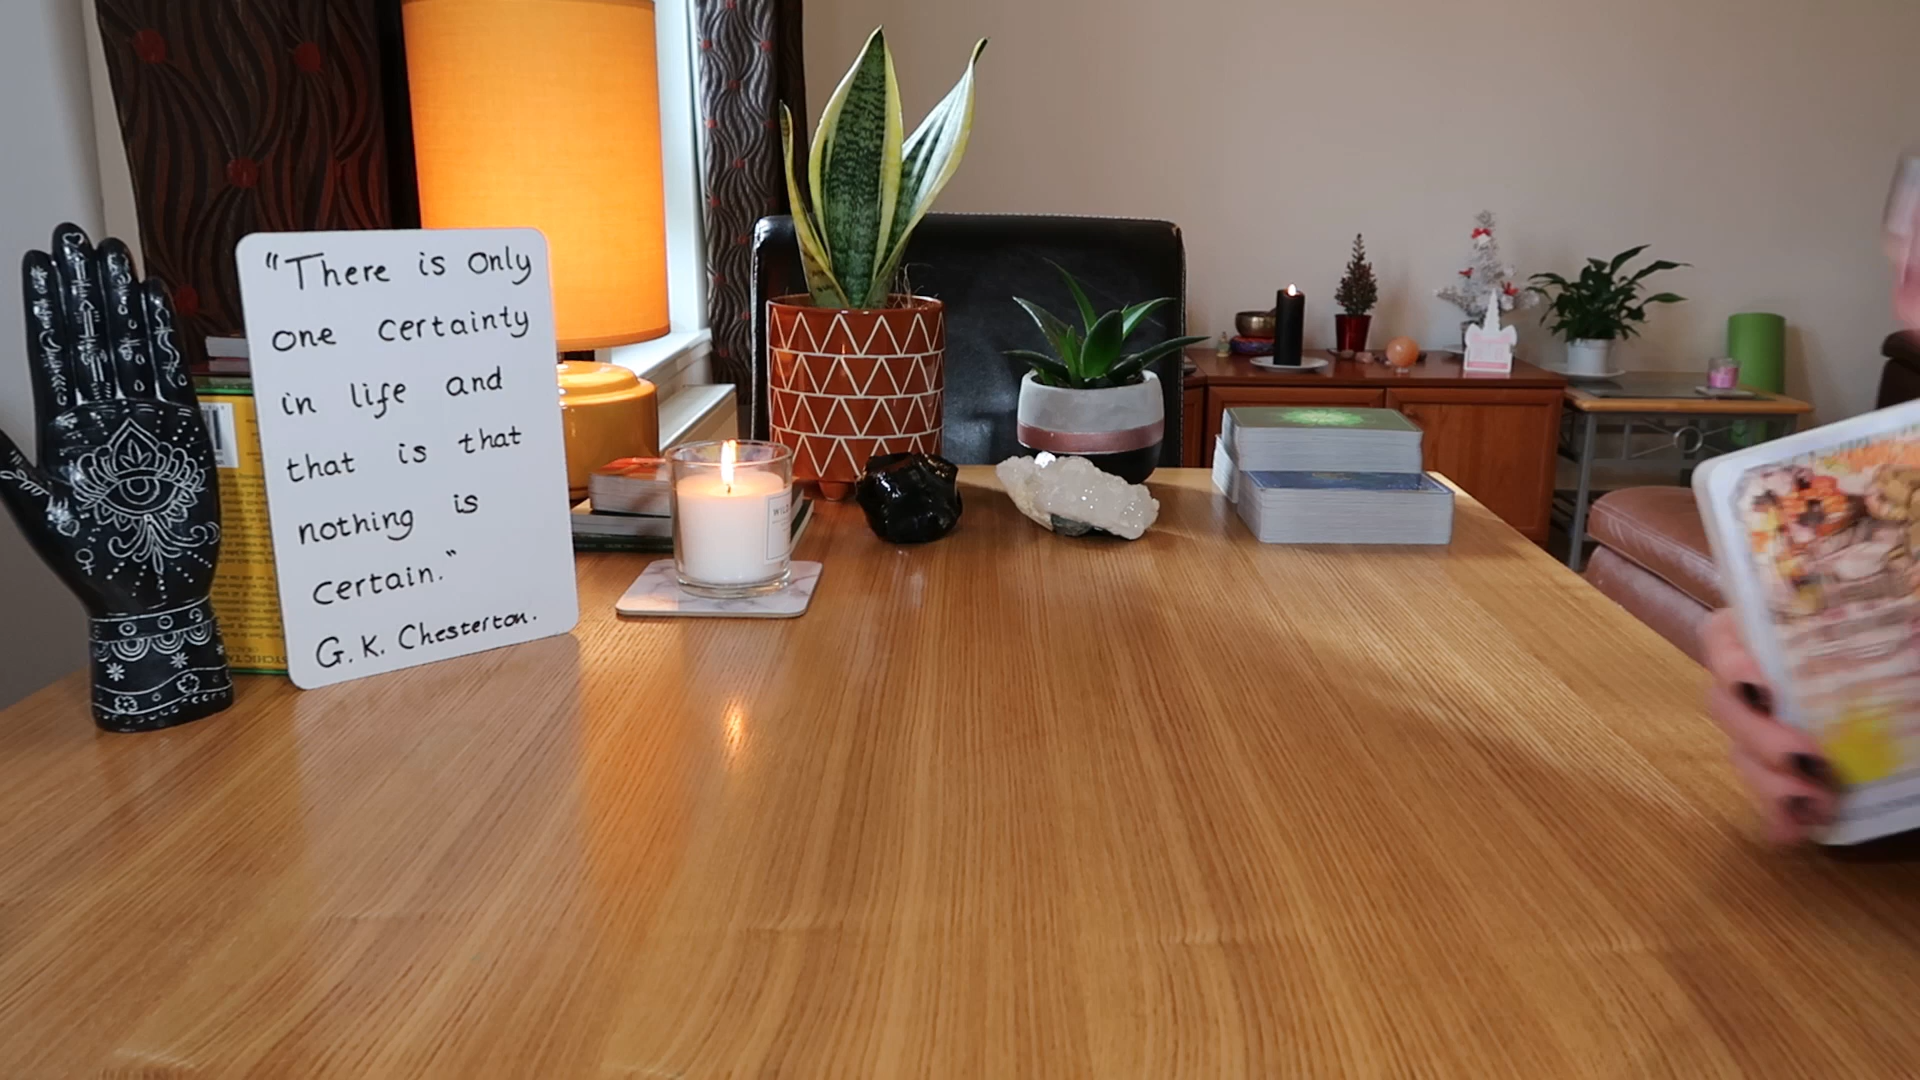 "There is only
one certainty
in life and
that is that
nothing is
certain."
G. K. Chesterton.